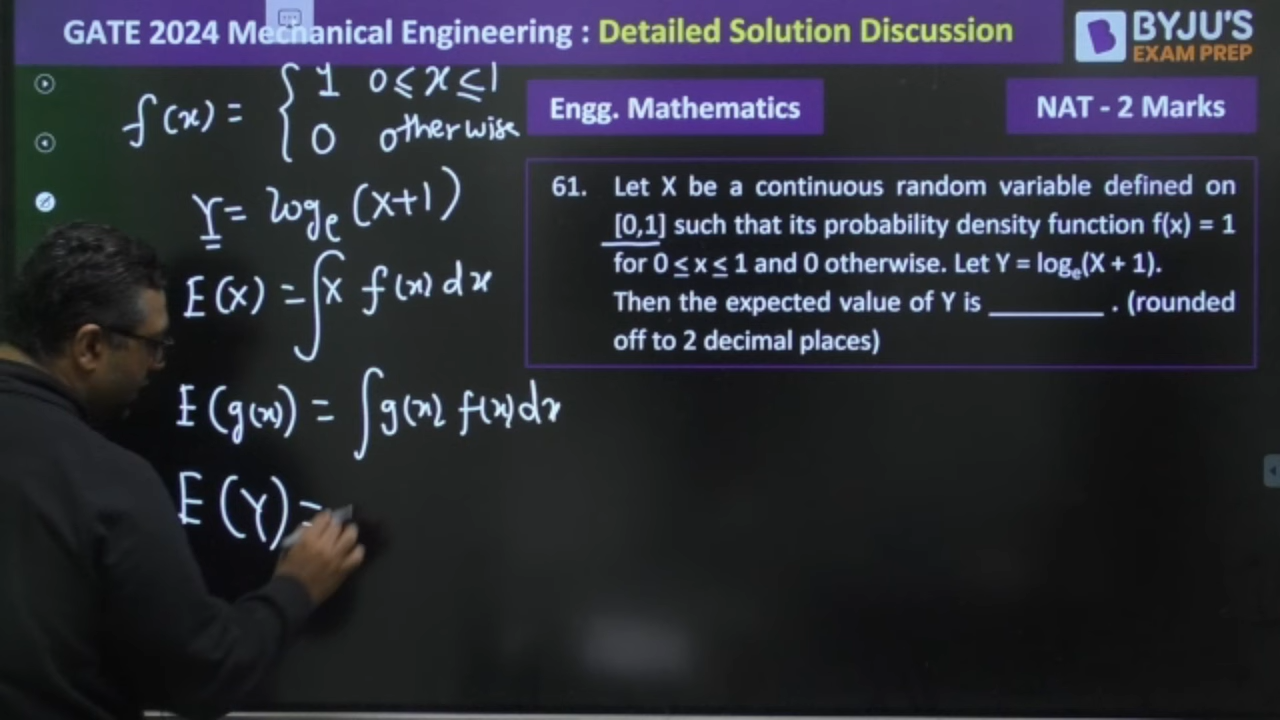 GATE 2024 Mechanical Engineering : Detailed Solution Discussion
BYJU'S
EXAM PREP
Engg. Mathematics
NAT - 2 Marks
61. Let X be a continuous random variable defined on
[0,1] such that its probability density function f(x) = 1
for 0 ≤ x ≤ 1 and 0 otherwise. Let Y = logₑ(X + 1).
Then the expected value of Y is ________ . (rounded
off to 2 decimal places)
f(x) = { 1 0 ≤ x ≤ 1
0 otherwise
Y = logₑ (X+1)
E(X) = ∫ X f(x) dx
E(g(x)) = ∫ g(x) f(x) dx
E(Y) =